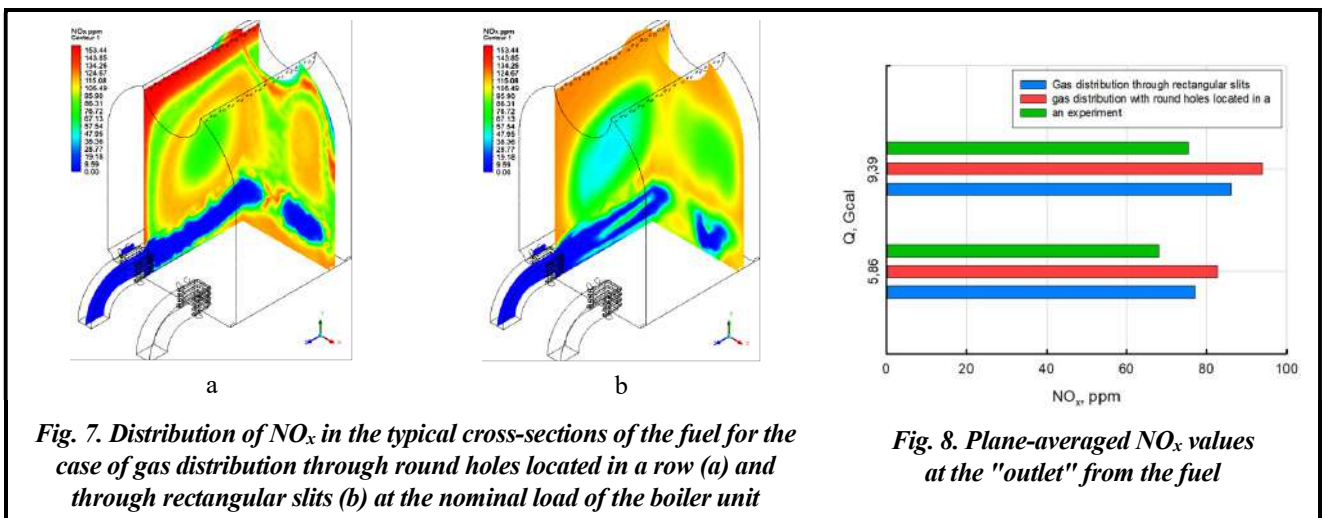 NOx ppm
Contour 1
153.44
143.85
134.26
124.67
115.08
105.49
95.90
86.31
76.72
67.13
57.54
47.95
38.36
28.77
19.18
9.59
0.00
a
NOx ppm
Contour 1
153.44
143.85
134.26
124.67
115.08
105.49
95.90
86.31
76.72
67.13
57.54
47.95
38.36
28.77
19.18
9.59
b
Fig. 7. Distribution of NOx in the typical cross-sections of the fuel for the
case of gas distribution through round holes located in a row (a) and
through rectangular slits (b) at the nominal load of the boiler unit
Gas distribution through rectangular slits
gas distribution with round holes located in a
an experiment
Q, Gcal
9,39
5,86
0 20 40 60 80 100
NOx, ppm
Fig. 8. Plane-averaged NOx values
at the "outlet" from the fuel